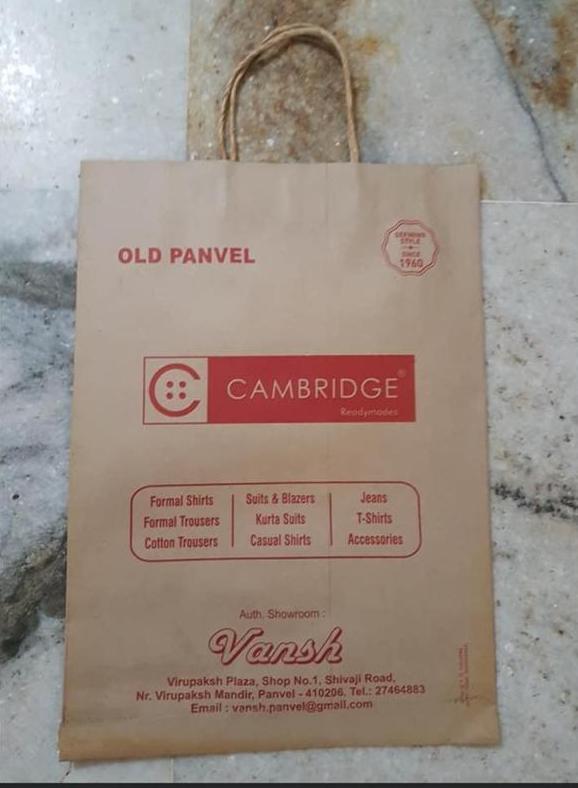 OLD PANVEL
DEFINING
STYLE
SINCE
1960
CAMBRIDGE®
Readymades
Formal Shirts
Formal Trousers
Cotton Trousers
Suits & Blazers
Kurta Suits
Casual Shirts
Jeans
T-Shirts
Accessories
Auth. Showroom :
Vansh
Virupaksh Plaza, Shop No.1, Shivaji Road,
Nr. Virupaksh Mandir, Panvel - 410206. Tel.: 27464883
Email : vansh.panvel@gmail.com